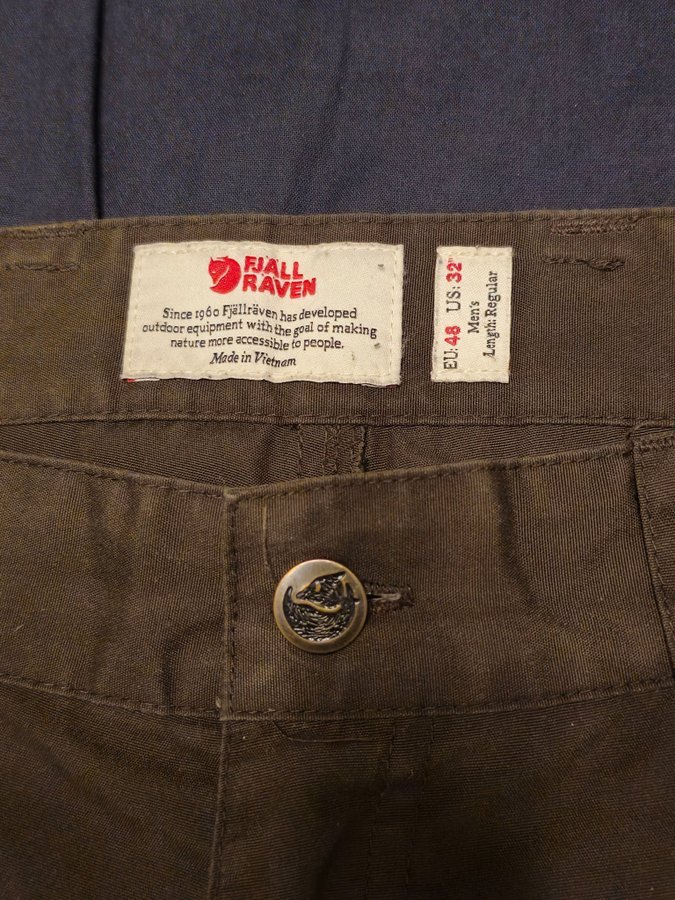 FJÄLL
RÄVEN
Since 1960 Fjällräven has developed
outdoor equipment with the goal of making
nature more accessible to people.
Made in Vietnam
EU: 48 US: 32"
Men's
Length: Regular